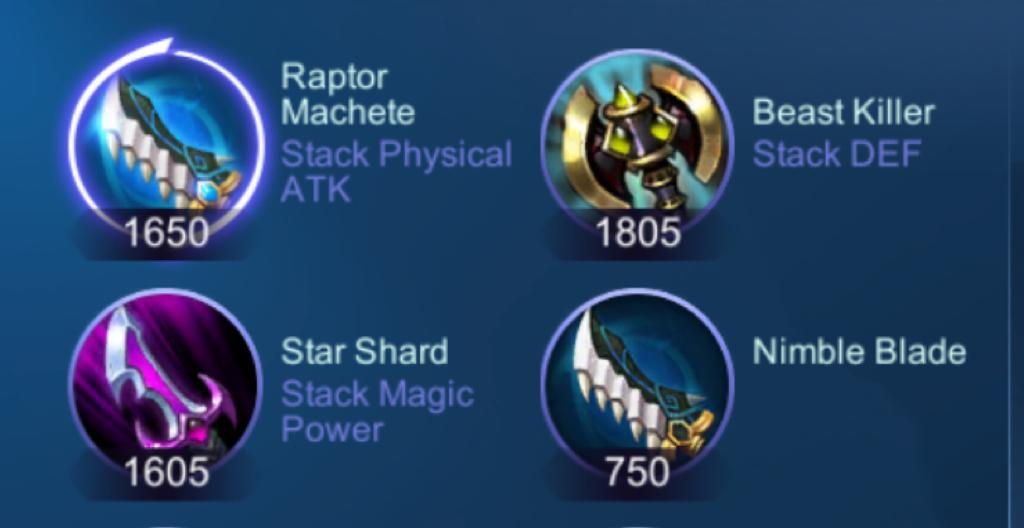 Raptor
Machete
Stack Physical
ATK
1650
Beast Killer
Stack DEF
1805
Star Shard
Stack Magic
Power
1605
Nimble Blade
750